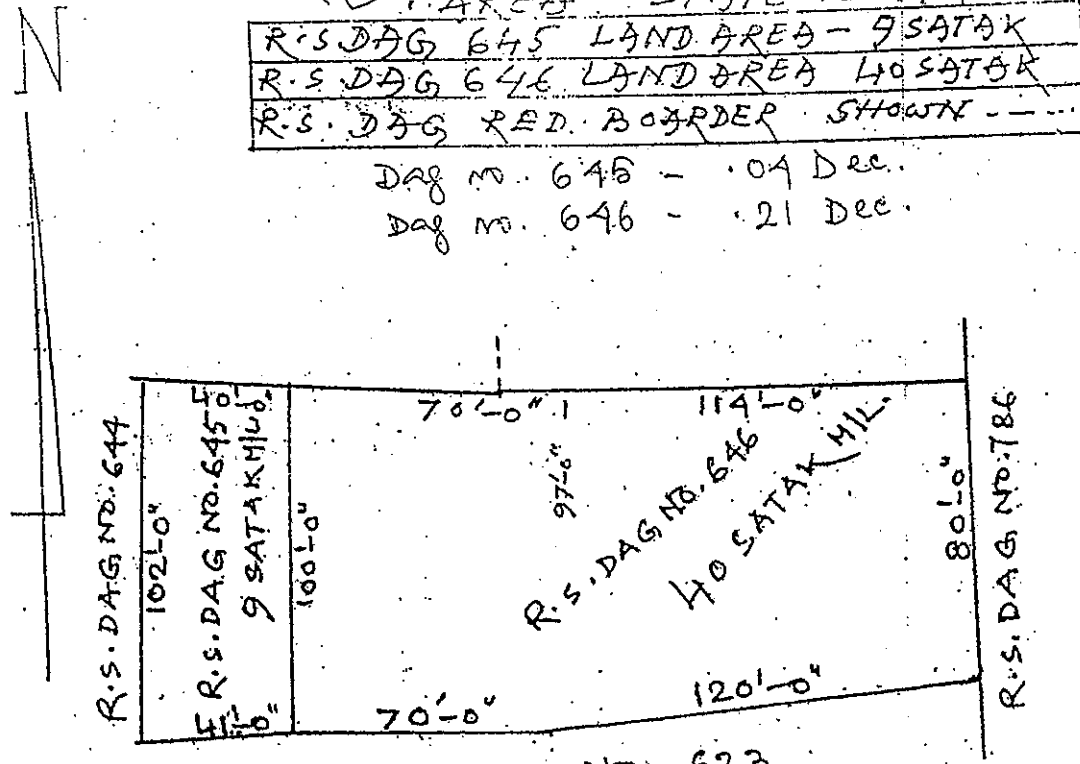 N
R.S DAG 645 LAND AREA - 9 SATAK
R.S. DAG 646 LAND AREA 40 SATAK
R.S. DAG RED. BOARDER SHOWN ----
Dag no. 645 - .04 Dec.
Dag no. 646 - .21 Dec.
70'-0"
114'-0"
R.S. DAG NO. 644
102'-0"
R.S. DAG NO. 645
9 SATAK M/L
40'-0"
100'-0"
97'-6"
R.S. DAG NO. 646
40 SATAK M/L.
80'-0"
R.S. DAG NO. 786
41'-0"
70'-0"
120'-0"